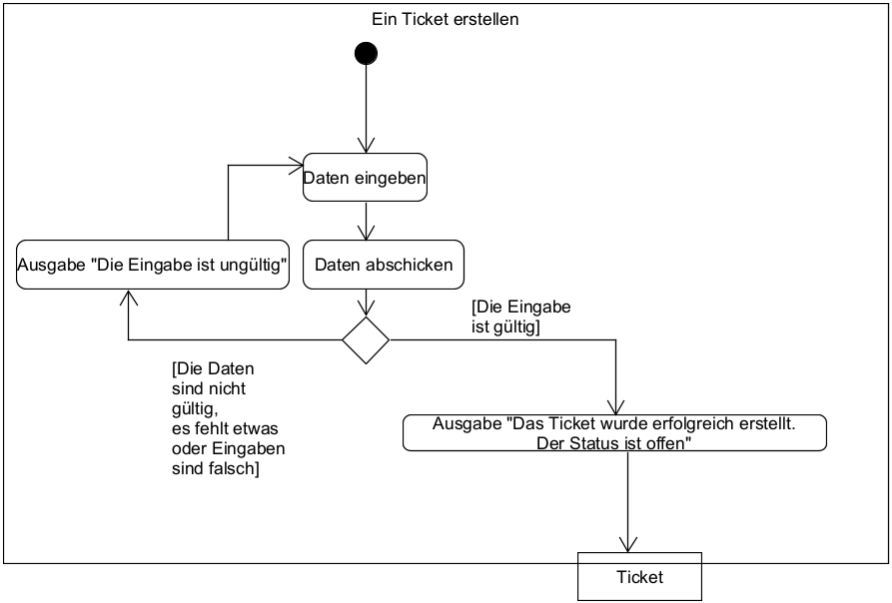 Ein Ticket erstellen
Daten eingeben
Ausgabe "Die Eingabe ist ungültig"
Daten abschicken
[Die Eingabe
ist gültig]
[Die Daten
sind nicht
gültig,
es fehlt etwas
oder Eingaben
sind falsch]
Ausgabe "Das Ticket wurde erfolgreich erstellt.
Der Status ist offen"
Ticket